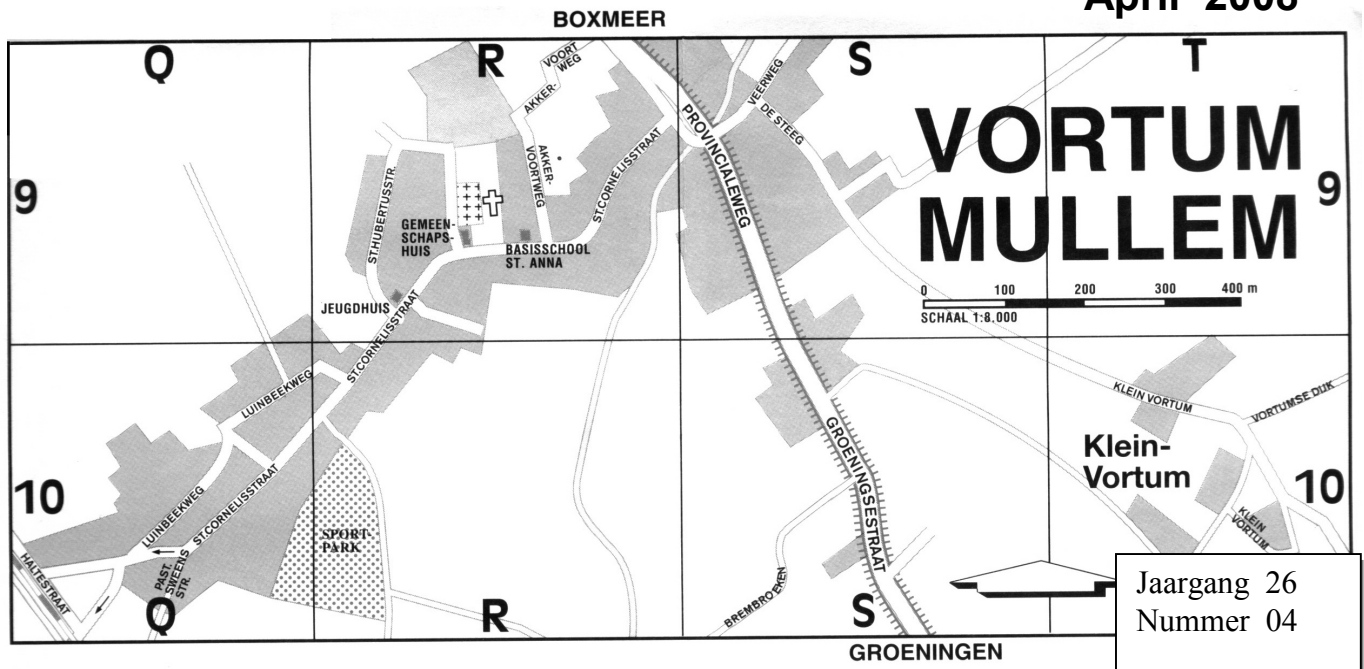 April 2008
BOXMEER
Q
R
S
T
VOORT
WEG
AKKER-
VEERWEG
DE STEEG
PROVINCIALEWEG
VORTUM
MULLEM
9
9
AKKER-
VOORTWEG
ST.CORNELISSTRAAT
ST.HUBERTUSSTR.
GEMEEN-
SCHAPS-
HUIS
BASISSCHOOL
ST. ANNA
JEUGDHUIS
ST.CORNELISSTRAAT
0 100 200 300 400 m
SCHAAL 1:8.000
LUINBEEKWEG
KLEIN VORTUM
VORTUMSE DIJK
Klein-
Vortum
GROENINGSESTRAAT
10
10
LUINBEEKWEG
ST.CORNELISSTRAAT
SPORT-
PARK
KLEIN
VORTUM
HALTESTRAAT
PAST.
SWEENS
STR.
BREMBROEKEN
Q
R
S
GROENINGEN
Jaargang 26
Nummer 04